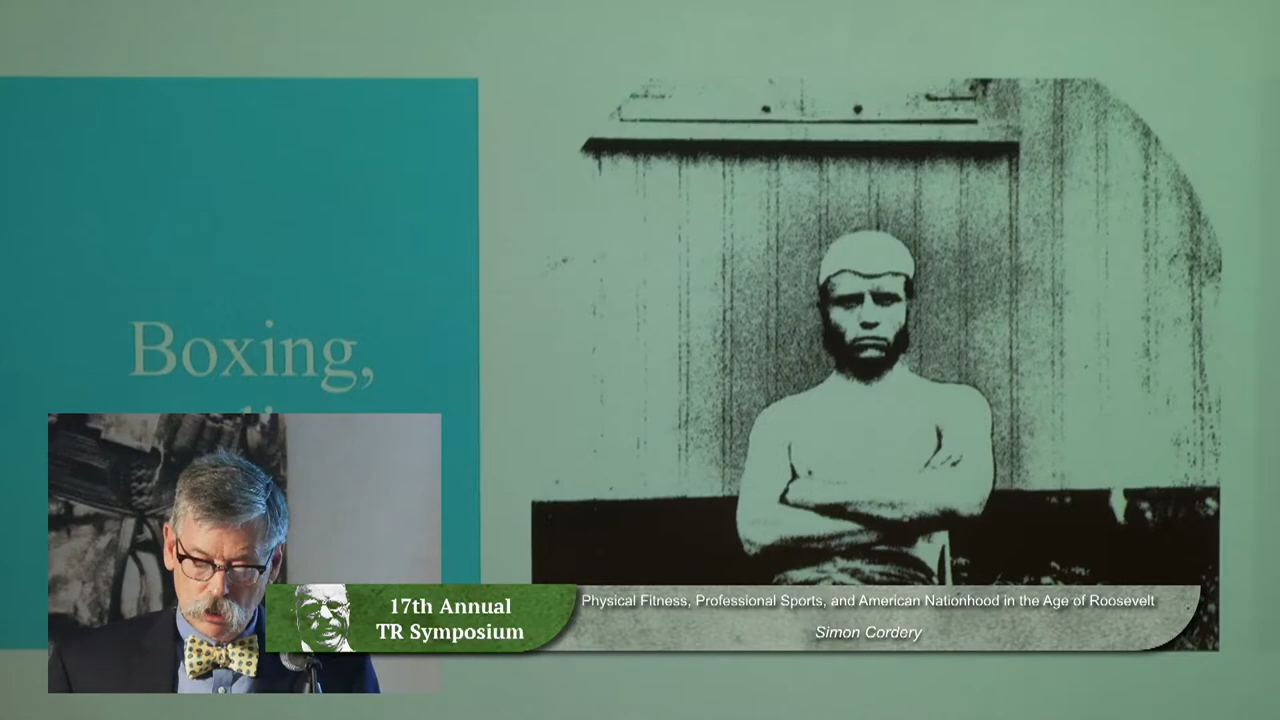 Boxing,
17th Annual
TR Symposium
Physical Fitness, Professional Sports, and American Nationhood in the Age of Roosevelt
Simon Cordery